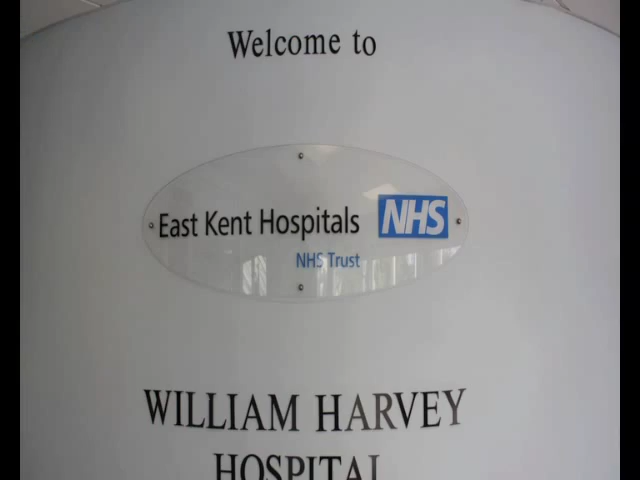 Welcome to
East Kent Hospitals NHS
NHS Trust
WILLIAM HARVEY
HOSPITAL